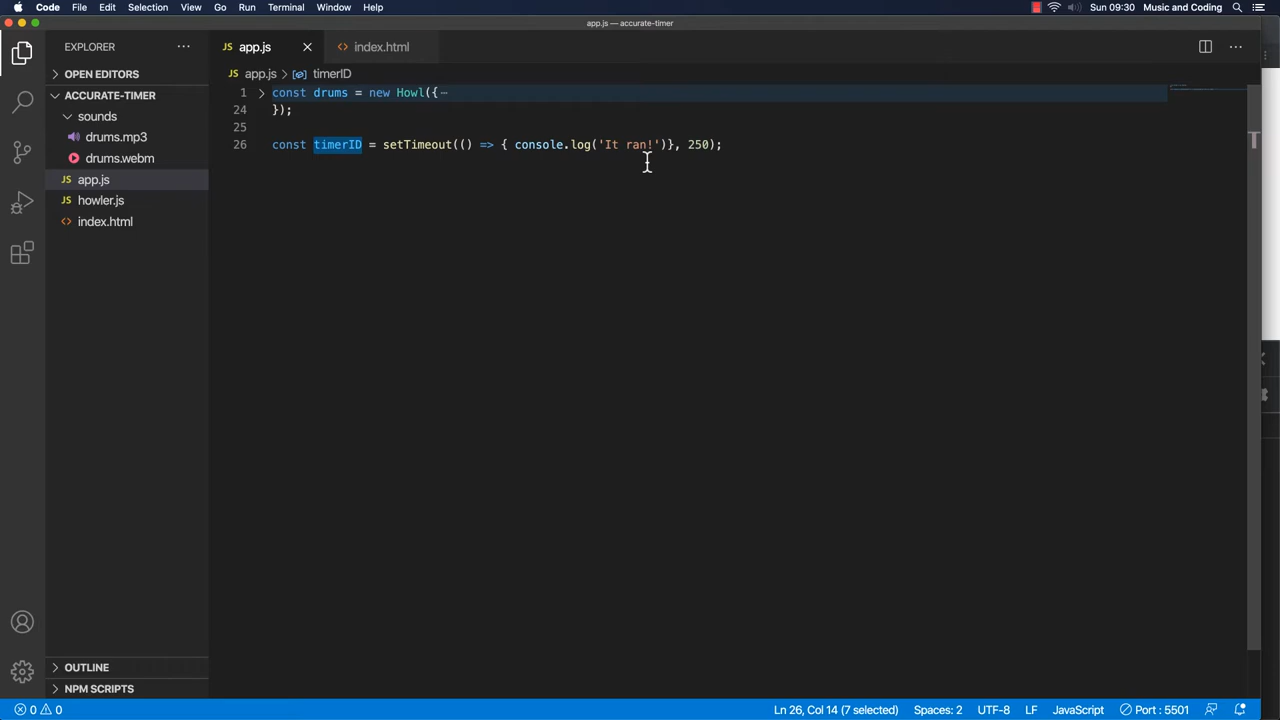 Code File Edit Selection View Go Run Terminal Window Help Sun 09:30 Music and Coding
app.js — accurate-timer
EXPLORER ···
OPEN EDITORS
ACCURATE-TIMER
sounds
drums.mp3
drums.webm
JS app.js
JS howler.js
<> index.html
OUTLINE
NPM SCRIPTS
JS app.js × <> index.html ···
JS app.js > timerID
1 > const drums = new Howl({ ···
24 });
25
26 const timerID = setTimeout(() => { console.log('It ran!')}, 250);
0 0 Ln 26, Col 14 (7 selected) Spaces: 2 UTF-8 LF JavaScript Port : 5501